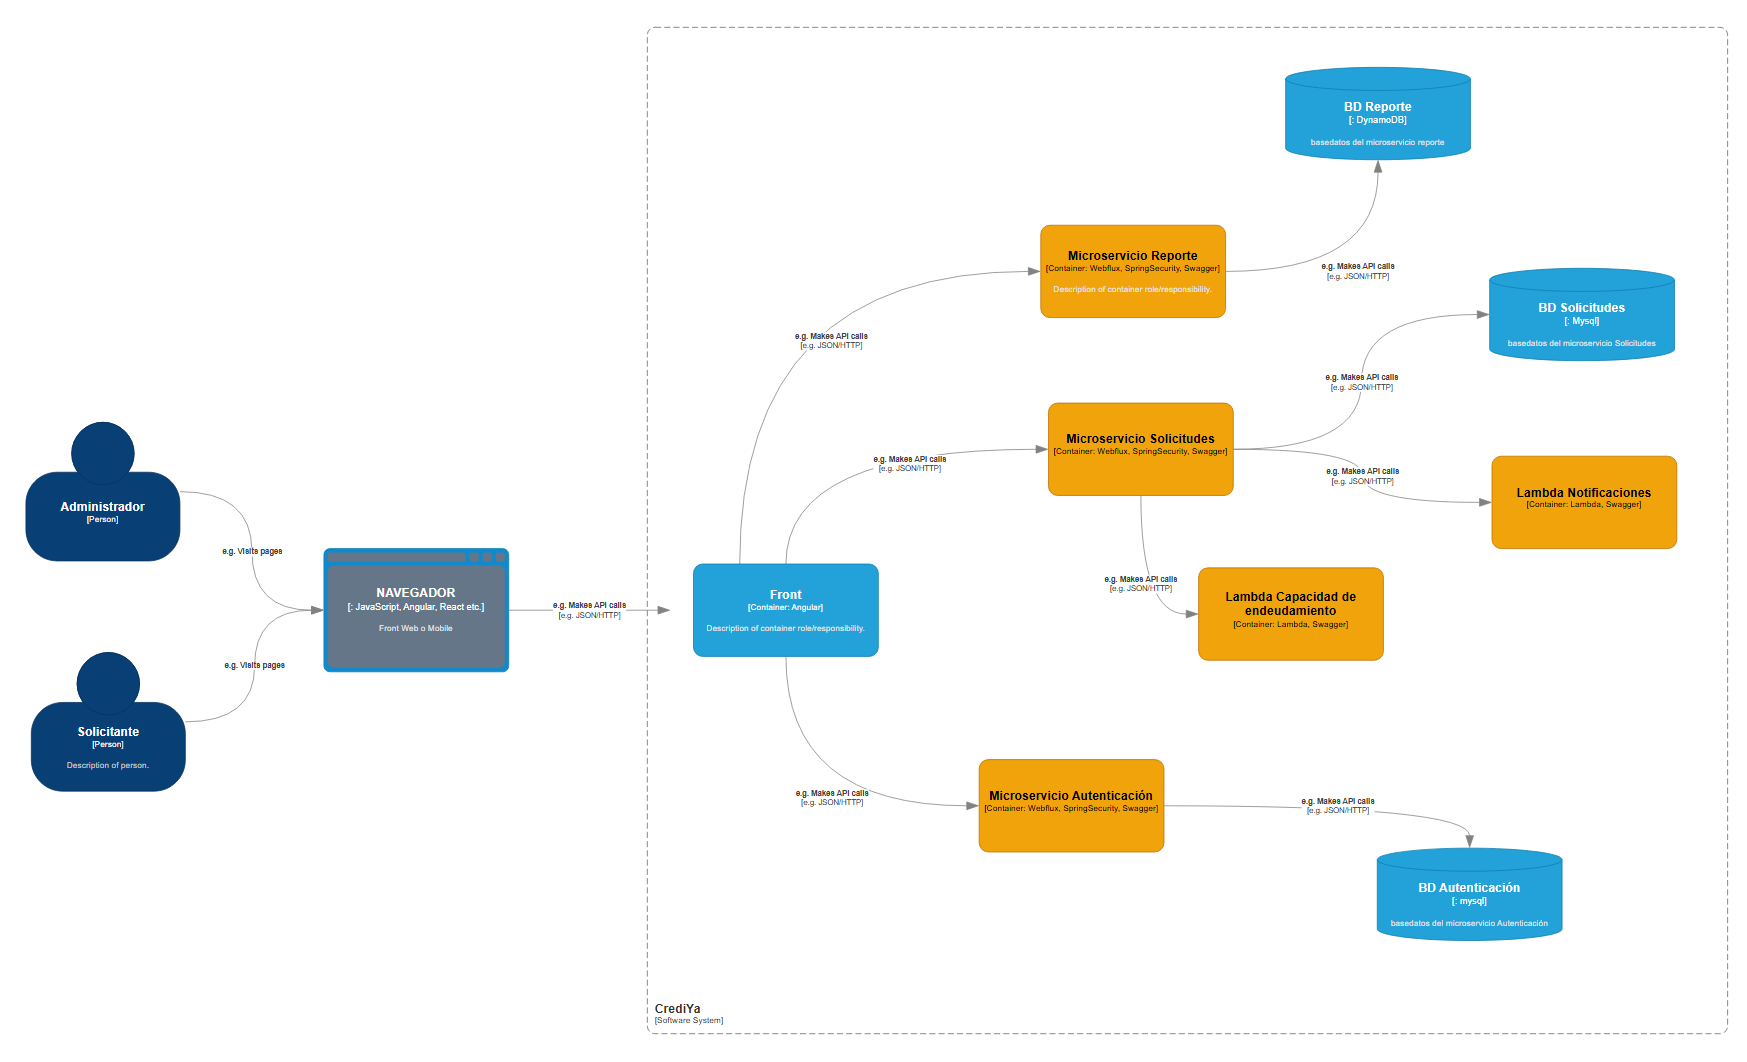 BD Reporte
[: DynamoDB]
basedatos del microservicio reporte
Microservicio Reporte
[Container: Webflux, SpringSecurity, Swagger]
Description of container role/responsibility.
e.g. Makes API calls
[e.g. JSON/HTTP]
BD Solicitudes
[: Mysql]
basedatos del microservicio Solicitudes
e.g. Makes API calls
[e.g. JSON/HTTP]
e.g. Makes API calls
[e.g. JSON/HTTP]
Microservicio Solicitudes
[Container: Webflux, SpringSecurity, Swagger]
e.g. Makes API calls
[e.g. JSON/HTTP]
e.g. Makes API calls
[e.g. JSON/HTTP]
Lambda Notificaciones
[Container: Lambda, Swagger]
Administrador
[Person]
e.g. Visits pages
NAVEGADOR
[: JavaScript, Angular, React etc.]
Front Web o Mobile
e.g. Makes API calls
[e.g. JSON/HTTP]
Front
[Container: Angular]
Description of container role/responsibility.
e.g. Makes API calls
[e.g. JSON/HTTP]
Lambda Capacidad de
endeudamiento
[Container: Lambda, Swagger]
e.g. Visits pages
Solicitante
[Person]
Description of person.
e.g. Makes API calls
[e.g. JSON/HTTP]
Microservicio Autenticación
[Container: Webflux, SpringSecurity, Swagger]
e.g. Makes API calls
[e.g. JSON/HTTP]
BD Autenticación
[: mysql]
basedatos del microservicio Autenticación
CrediYa
[Software System]